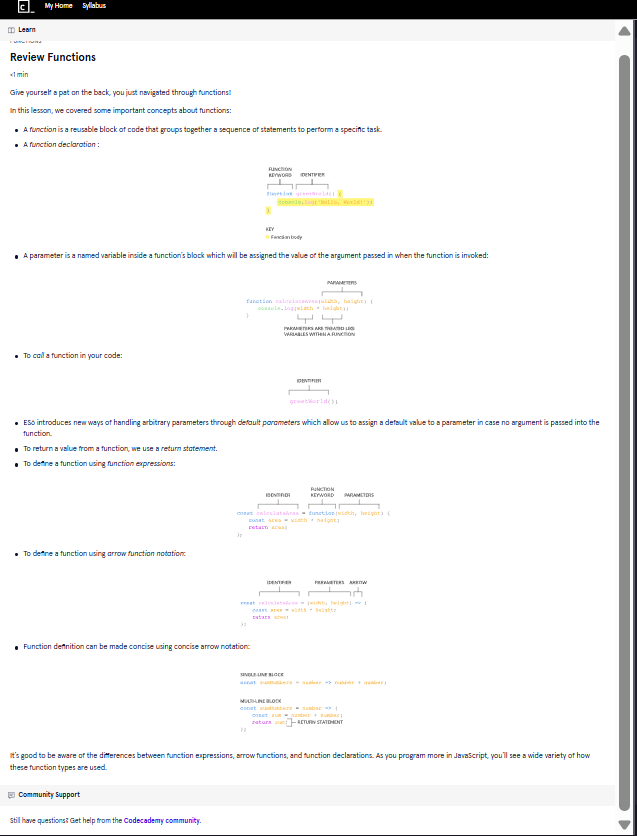 C_
My Home Syllabus
Learn
Review Functions
<1 min
Give yourself a pat on the back, you just navigated through functions!
In this lesson, we covered some important concepts about functions:
• A function is a reusable block of code that groups together a sequence of statements to perform a specific task.
• A function declaration :
FUNCTION
KEYWORD IDENTIFIER
function greetWorld() {
console.log('Hello, World!');
}
KEY
Function body
• A parameter is a named variable inside a function's block which will be assigned the value of the argument passed in when the function is invoked:
PARAMETERS
function calculateArea(width, height) {
console.log(width * height);
}
PARAMETERS ARE TREATED LIKE
VARIABLES WITHIN A FUNCTION
• To call a function in your code:
IDENTIFIER
greetWorld();
• ES6 introduces new ways of handling arbitrary parameters through default parameters which allow us to assign a default value to a parameter in case no argument is passed into the
function.
• To return a value from a function, we use a return statement.
• To define a function using function expressions:
FUNCTION
IDENTIFIER KEYWORD PARAMETERS
const calculateArea = function(width, height) {
const area = width * height;
return area;
};
• To define a function using arrow function notation:
IDENTIFIER PARAMETERS ARROW
const calculateArea = (width, height) => {
const area = width * height;
return area;
};
• Function definition can be made concise using concise arrow notation:
SINGLE-LINE BLOCK
const sumNumbers = number => number + number;
MULTI-LINE BLOCK
const sumNumbers = number => {
const sum = number + number;
return sum; RETURN STATEMENT
};
It's good to be aware of the differences between function expressions, arrow functions, and function declarations. As you program more in JavaScript, you'll see a wide variety of how
these function types are used.
Community Support
Still have questions? Get help from the Codecademy community.